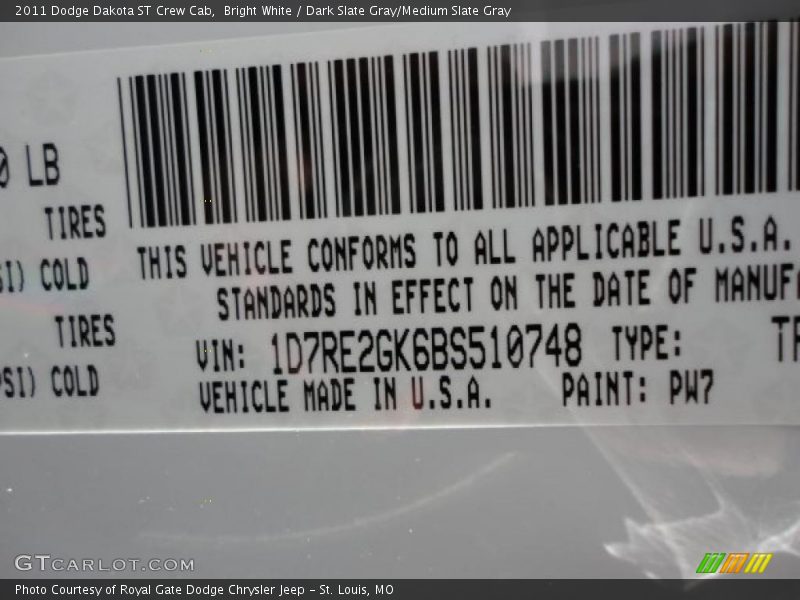 2011 Dodge Dakota ST Crew Cab, Bright White / Dark Slate Gray/Medium Slate Gray
LB
TIRES
COLD
TIRES
COLD
THIS VEHICLE CONFORMS TO ALL APPLICABLE U.S.A.
STANDARDS IN EFFECT ON THE DATE OF MANUF
VIN: 1D7RE2GK6BS510748 TYPE:
VEHICLE MADE IN U.S.A. PAINT: PW7
GTCARLOT.COM
Photo Courtesy of Royal Gate Dodge Chrysler Jeep - St. Louis, MO